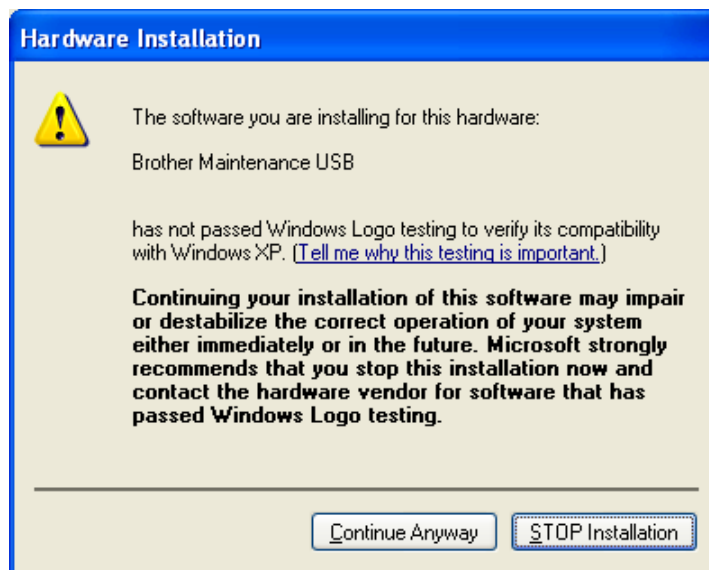 Hardware Installation
The software you are installing for this hardware:
Brother Maintenance USB
has not passed Windows Logo testing to verify its compatibility
with Windows XP. (Tell me why this testing is important.)
Continuing your installation of this software may impair
or destabilize the correct operation of your system
either immediately or in the future. Microsoft strongly
recommends that you stop this installation now and
contact the hardware vendor for software that has
passed Windows Logo testing.
Continue Anyway
STOP Installation